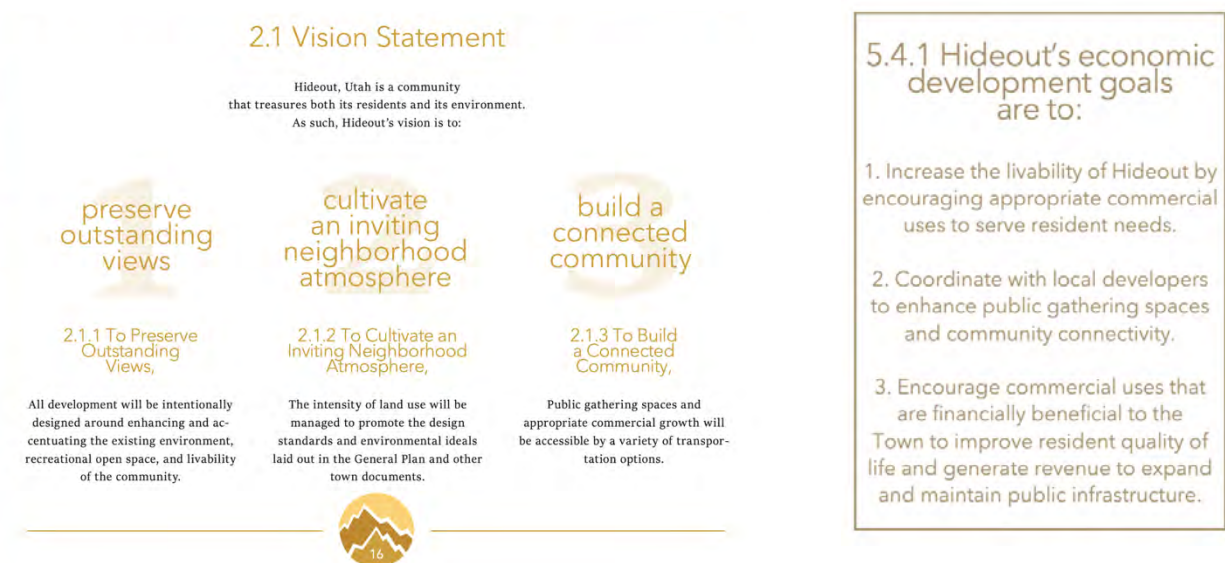 2.1 Vision Statement
Hideout, Utah is a community
that treasures both its residents and its environment.
As such, Hideout's vision is to:
1
preserve
outstanding
views
2
cultivate
an inviting
neighborhood
atmosphere
3
build a
connected
community
2.1.1 To Preserve
Outstanding
Views,
All development will be intentionally
designed around enhancing and ac-
centuating the existing environment,
recreational open space, and livability
of the community.
2.1.2 To Cultivate an
Inviting Neighborhood
Atmosphere,
The intensity of land use will be
managed to promote the design
standards and environmental ideals
laid out in the General Plan and other
town documents.
2.1.3 To Build
a Connected
Community,
Public gathering spaces and
appropriate commercial growth will
be accessible by a variety of transpor-
tation options.
16
5.4.1 Hideout's economic
development goals
are to:
1. Increase the livability of Hideout by
encouraging appropriate commercial
uses to serve resident needs.
2. Coordinate with local developers
to enhance public gathering spaces
and community connectivity.
3. Encourage commercial uses that
are financially beneficial to the
Town to improve resident quality of
life and generate revenue to expand
and maintain public infrastructure.